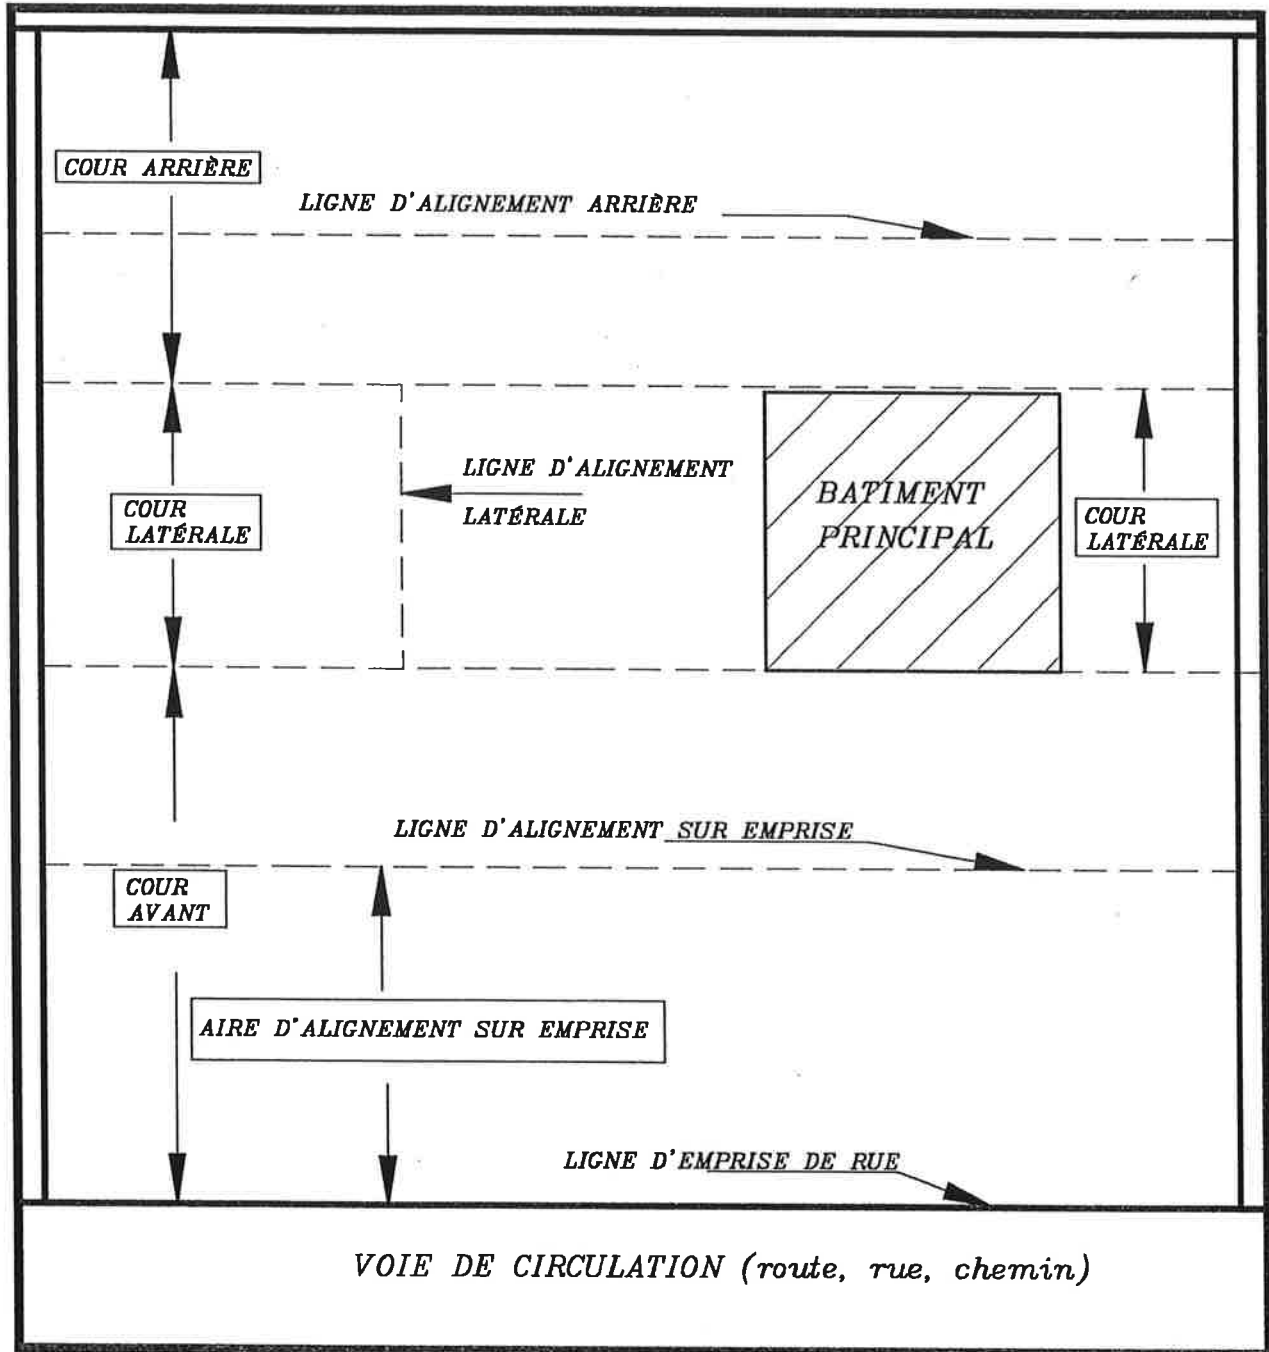 COUR ARRIÈRE
LIGNE D'ALIGNEMENT ARRIÈRE
LIGNE D'ALIGNEMENT
LATÉRALE
COUR
LATÉRALE
BATIMENT
PRINCIPAL
COUR
LATÉRALE
LIGNE D'ALIGNEMENT SUR EMPRISE
COUR
AVANT
AIRE D'ALIGNEMENT SUR EMPRISE
LIGNE D'EMPRISE DE RUE
VOIE DE CIRCULATION (route, rue, chemin)